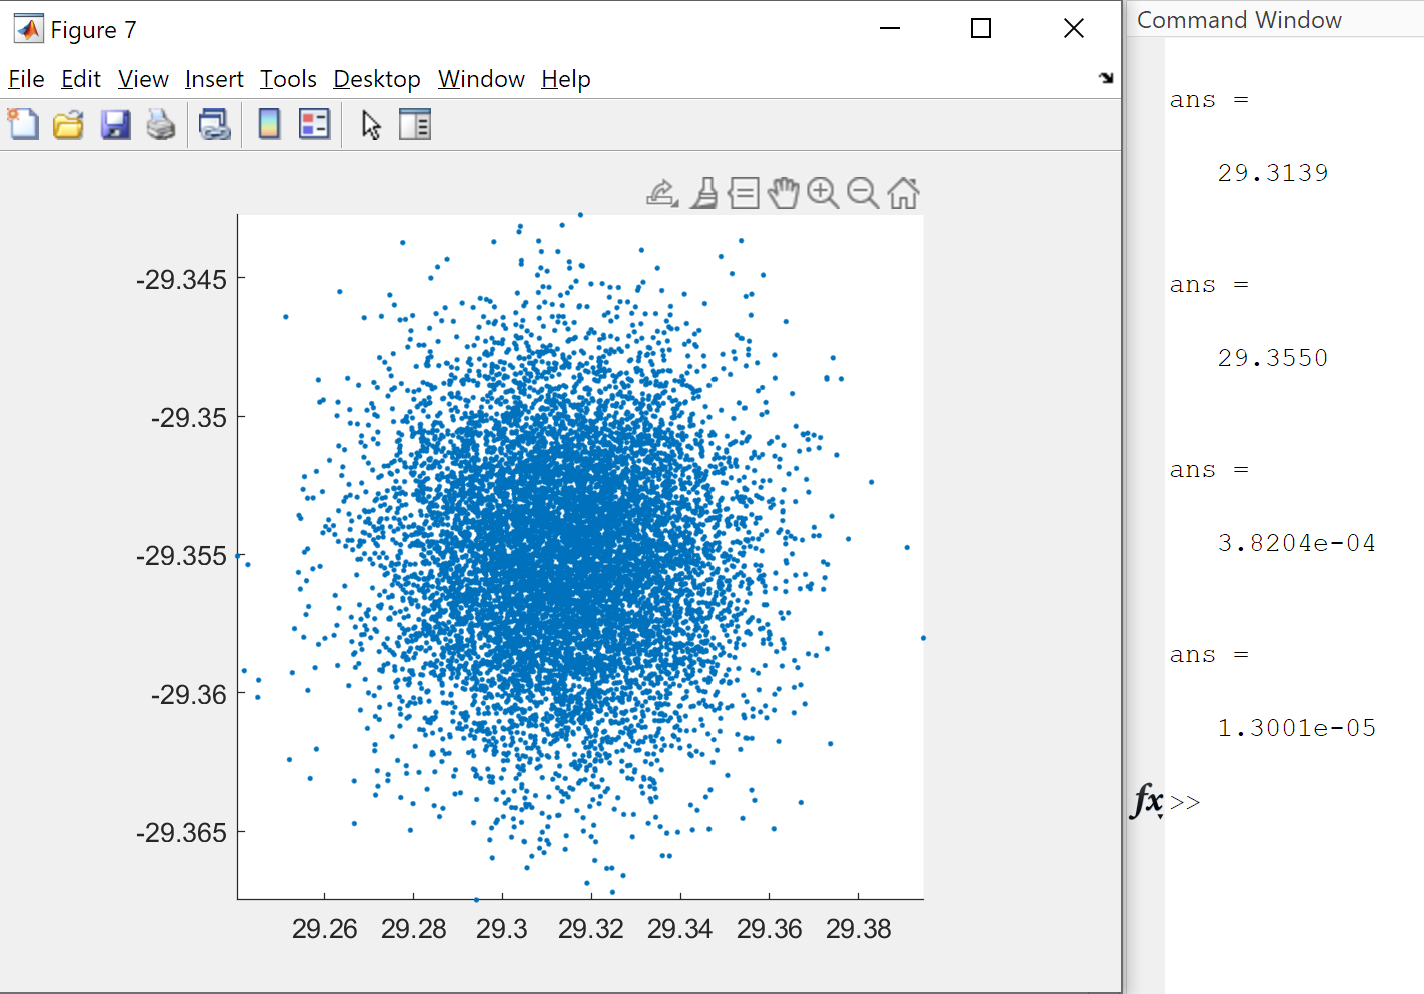 Figure 7
File Edit View Insert Tools Desktop Window Help
-29.345
-29.35
-29.355
-29.36
-29.365
29.26 29.28 29.3 29.32 29.34 29.36 29.38
Command Window
ans =
29.3139
ans =
29.3550
ans =
3.8204e-04
ans =
1.3001e-05
fx >>